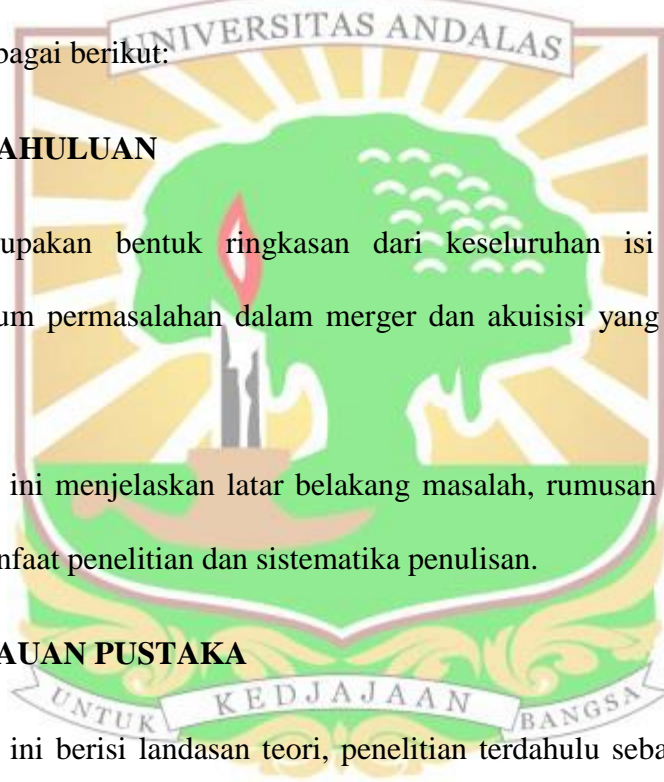 UNIVERSITAS ANDALAS
bagai berikut:
AHULUAN
upakan bentuk ringkasan dari keseluruhan isi
um permasalahan dalam merger dan akuisisi yang
ini menjelaskan latar belakang masalah, rumusan
nfaat penelitian dan sistematika penulisan.
AUAN PUSTAKA
UNTUK KEDJAJAAN BANGSA
ini berisi landasan teori, penelitian terdahulu seba